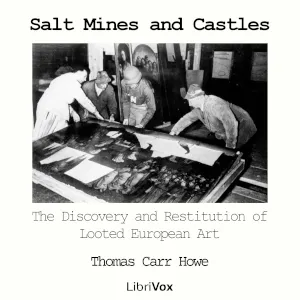 Salt Mines and Castles
The Discovery and Restitution of
Looted European Art
Thomas Carr Howe
LibriVox